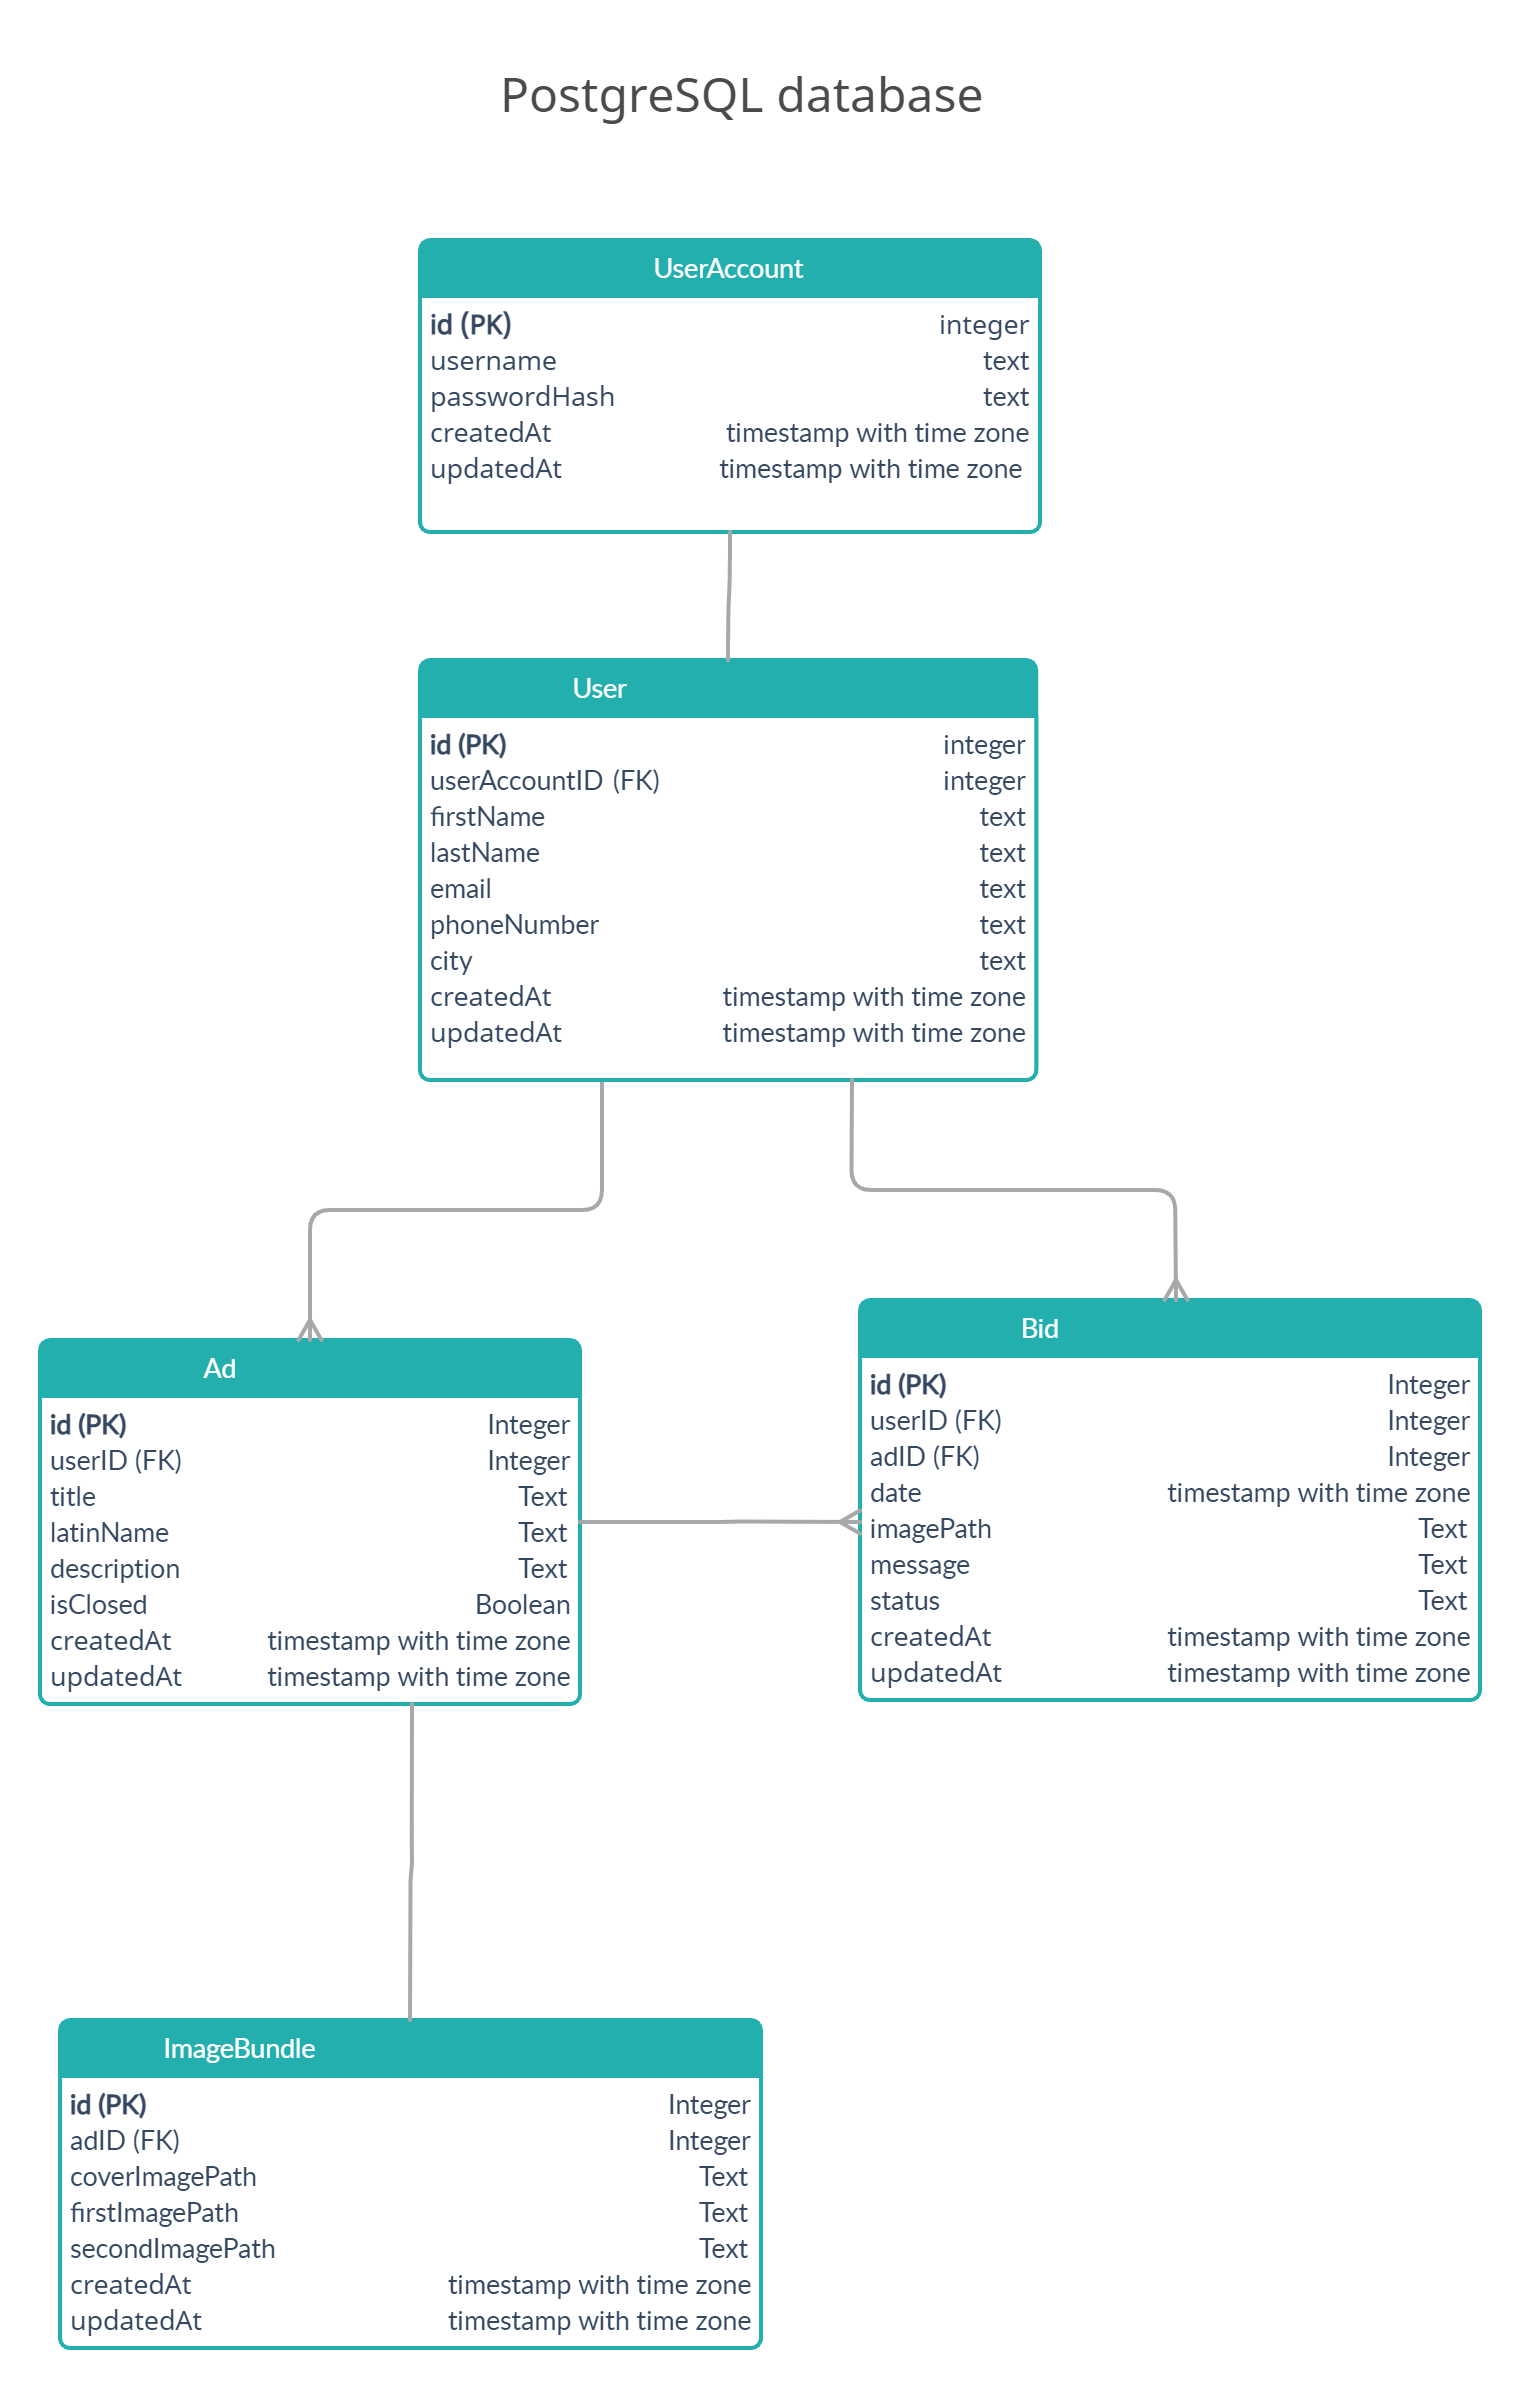 PostgreSQL database
UserAccount
id (PK) integer
username text
passwordHash text
createdAt timestamp with time zone
updatedAt timestamp with time zone
User
id (PK) integer
userAccountID (FK) integer
firstName text
lastName text
email text
phoneNumber text
city text
createdAt timestamp with time zone
updatedAt timestamp with time zone
Ad
id (PK) Integer
userID (FK) Integer
title Text
latinName Text
description Text
isClosed Boolean
createdAt timestamp with time zone
updatedAt timestamp with time zone
Bid
id (PK) Integer
userID (FK) Integer
adID (FK) Integer
date timestamp with time zone
imagePath Text
message Text
status Text
createdAt timestamp with time zone
updatedAt timestamp with time zone
ImageBundle
id (PK) Integer
adID (FK) Integer
coverImagePath Text
firstImagePath Text
secondImagePath Text
createdAt timestamp with time zone
updatedAt timestamp with time zone